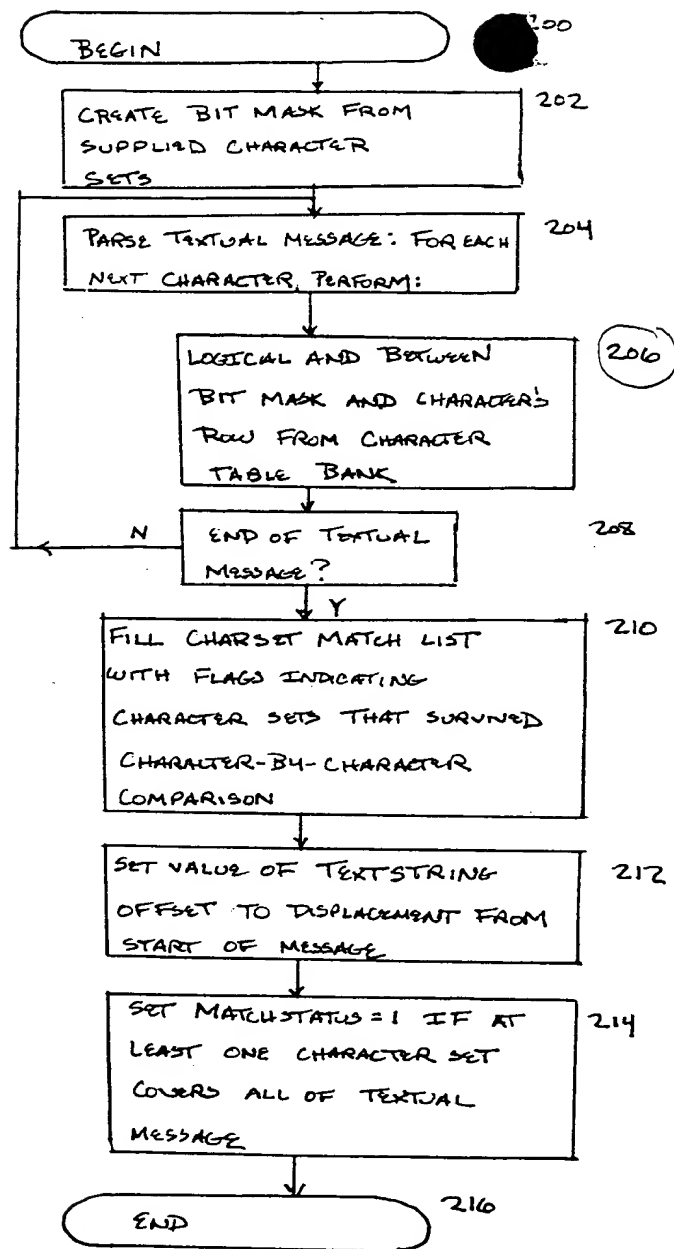 BEGIN
200
CREATE BIT MASK FROM
SUPPLIED CHARACTER
SETS
202
PARSE TEXTUAL MESSAGE: FOR EACH
NEXT CHARACTER, PERFORM:
204
LOGICAL AND BETWEEN
BIT MASK AND CHARACTER'S
ROW FROM CHARACTER
TABLE BANK
206
END OF TEXTUAL
MESSAGE?
208
N
Y
FILL CHARSET MATCH LIST
WITH FLAGS INDICATING
CHARACTER SETS THAT SURVIVED
CHARACTER-BY-CHARACTER
COMPARISON
210
SET VALUE OF TEXTSTRING
OFFSET TO DISPLACEMENT FROM
START OF MESSAGE
212
SET MATCHSTATUS=1 IF AT
LEAST ONE CHARACTER SET
COVERS ALL OF TEXTUAL
MESSAGE
214
END
216